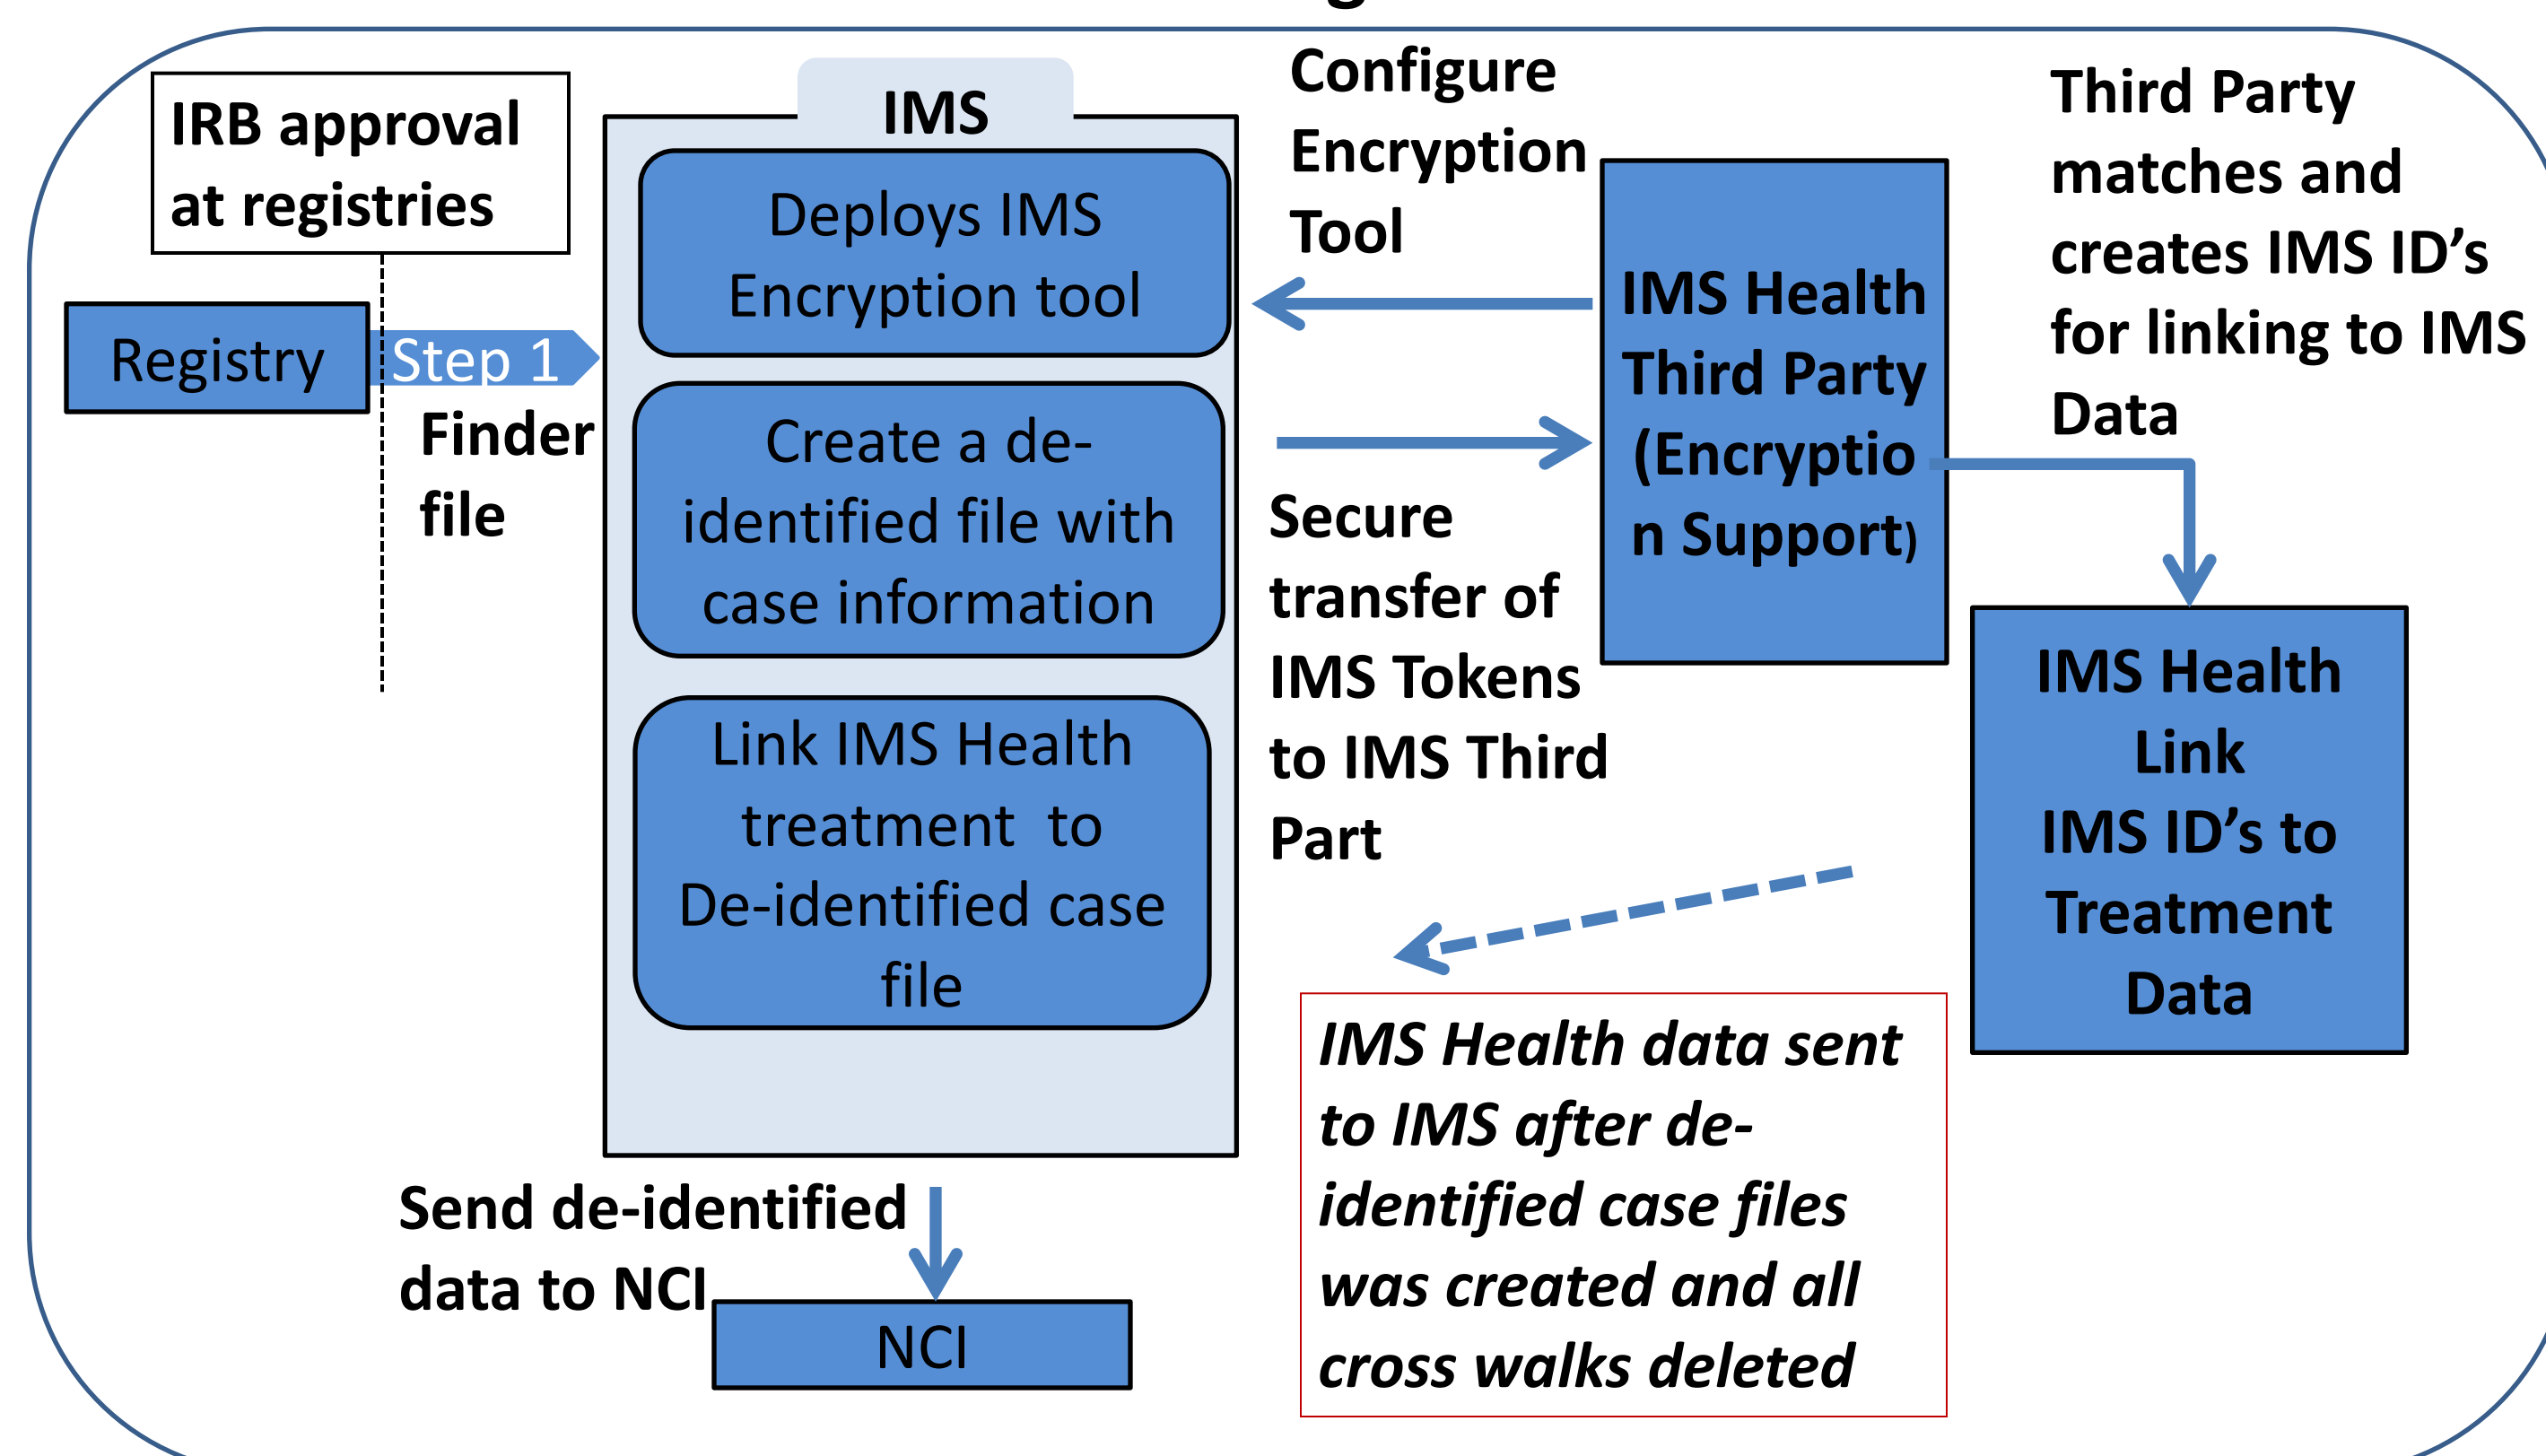 IRB approval
at registries
Registry
Step 1
Finder
file
IMS
Deploys IMS
Encryption tool
Create a de-
identified file with
case information
Link IMS Health
treatment  to
De-identified case
file
Configure
Encryption
Tool
Secure
transfer of
IMS Tokens
to IMS Third
Part
IMS Health
Third Party
(Encryptio
n Support)
Third Party
matches and
creates IMS ID’s
for linking to IMS
Data
IMS Health
Link
IMS ID’s to
Treatment
Data
IMS Health data sent
to IMS after de-
identified case files
was created and all
cross walks deleted
Send de-identified
data to NCI
NCI